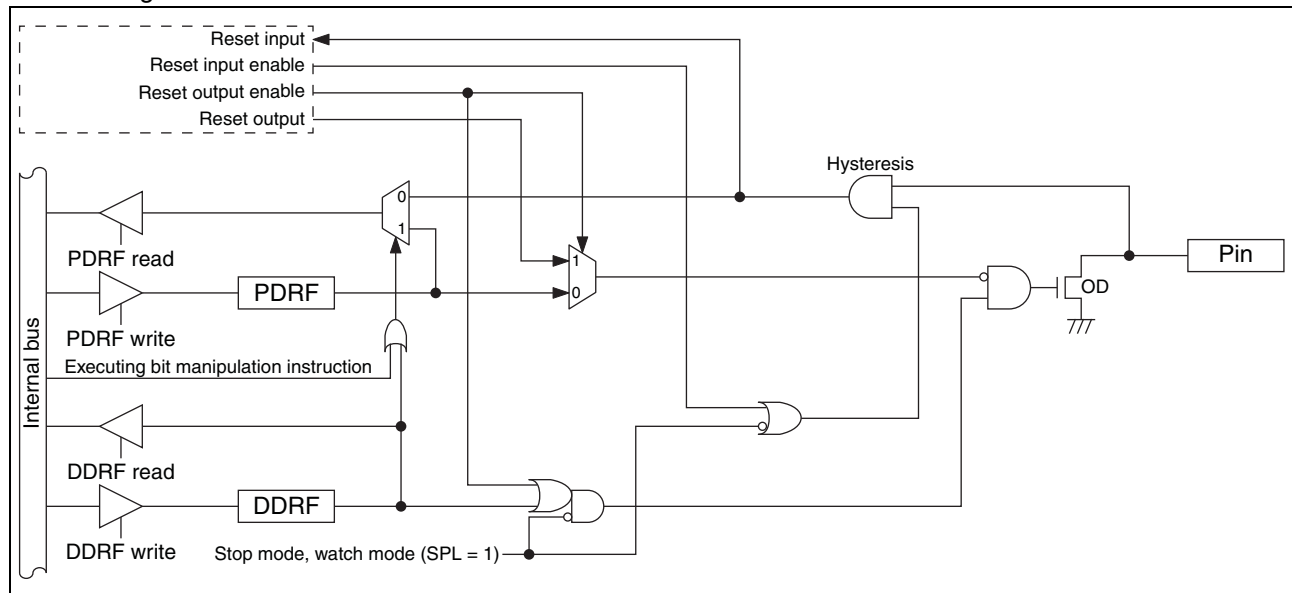 Reset input
Reset input enable
Reset output enable
Reset output
Hysteresis
0
1
PDRF read
1
Pin
PDRF
0
OD
PDRF write
Executing bit manipulation instruction
Internal bus
DDRF read
DDRF
DDRF write
Stop mode, watch mode (SPL = 1)